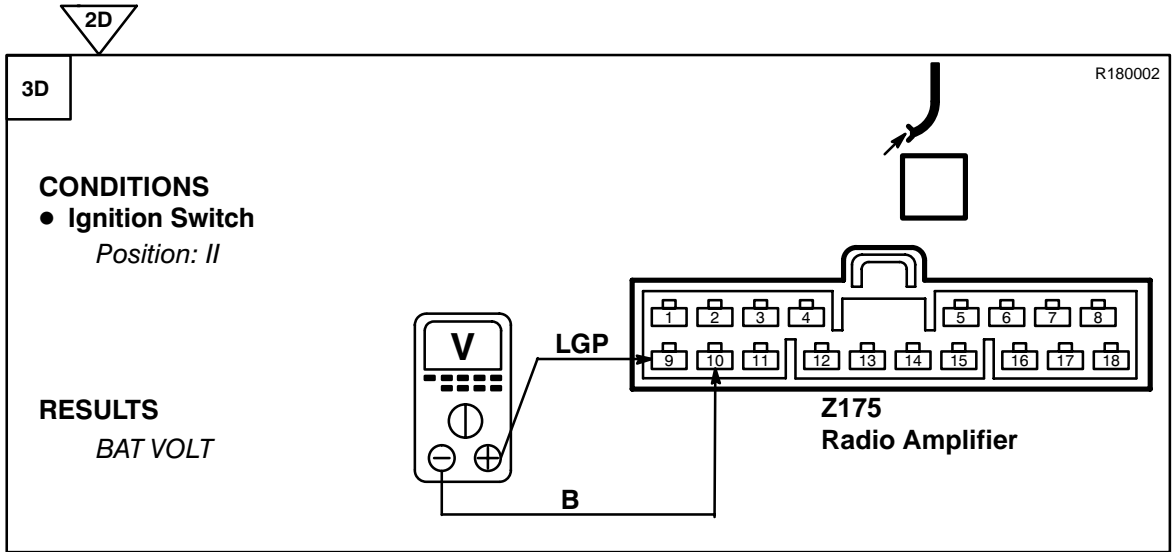 2D
3D
R180002
CONDITIONS
● Ignition Switch
Position: II
1 2 3 4 5 6 7 8
V
LGP
9 10 11 12 13 14 15 16 17 18
RESULTS
BAT VOLT
Z175
Radio Amplifier
B